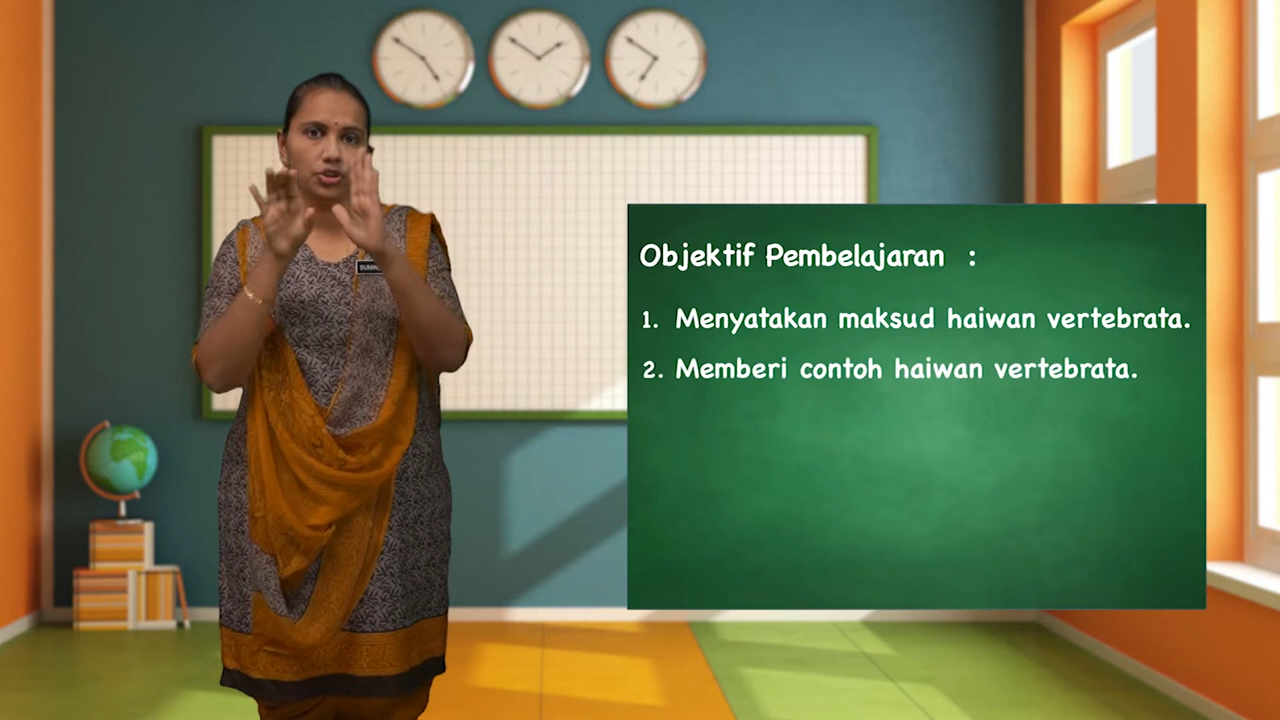 Objektif Pembelajaran :
1. Menyatakan maksud haiwan vertebrata.
2. Memberi contoh haiwan vertebrata.